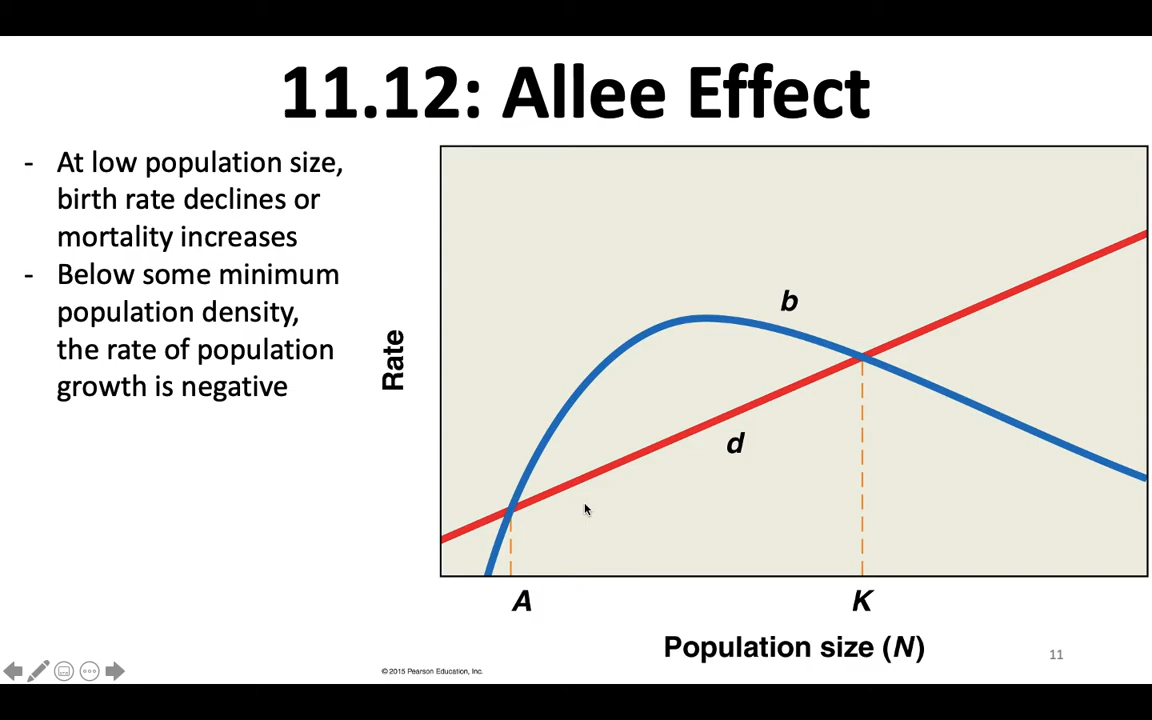 11.12: Allee Effect
- At low population size,
birth rate declines or
mortality increases
- Below some minimum
population density,
the rate of population
growth is negative
Rate
b
d
A
K
Population size (N)
© 2015 Pearson Education, Inc.
11